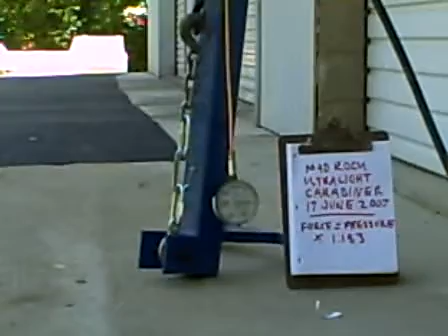 MAD ROCK
ULTRALIGHT
CARABINER
17 JUNE 2007
FORCE = PRESSURE
X 1.183